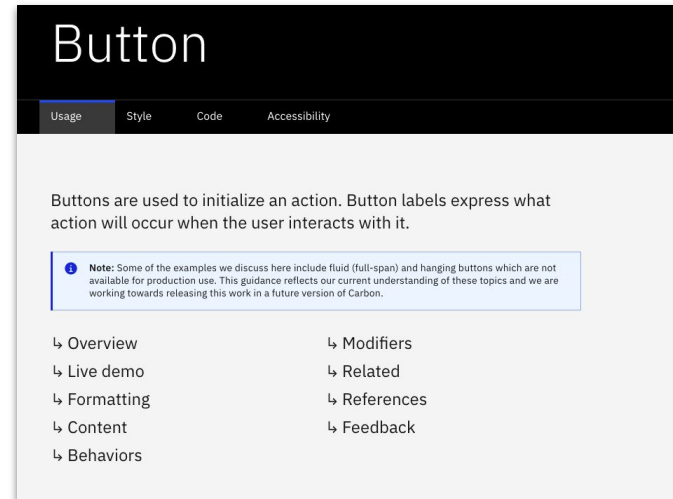 Button
Usage
Style
Code
Accessibility
Buttons are used to initialize an action. Button labels express what
action will occur when the user interacts with it.
Note: Some of the examples we discuss here include fluid (full-span) and hanging buttons which are not
available for production use. This guidance reflects our current understanding of these topics and we are
working towards releasing this work in a future version of Carbon.
↳ Overview
↳ Live demo
↳ Formatting
↳ Content
↳ Behaviors
↳ Modifiers
↳ Related
↳ References
↳ Feedback